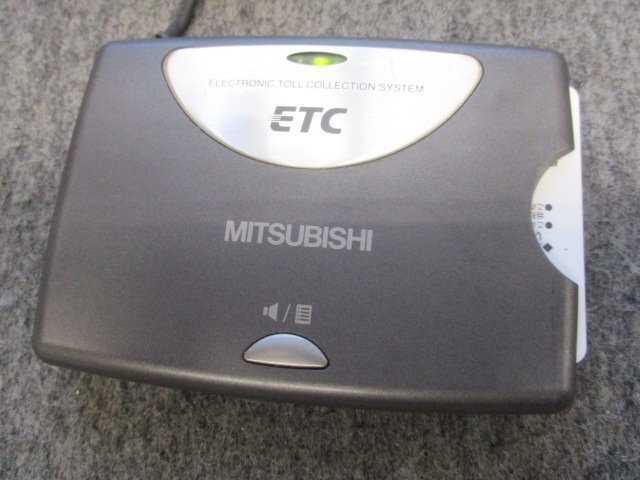 ELECTRONIC TOLL COLLECTION SYSTEM
ETC
MITSUBISHI